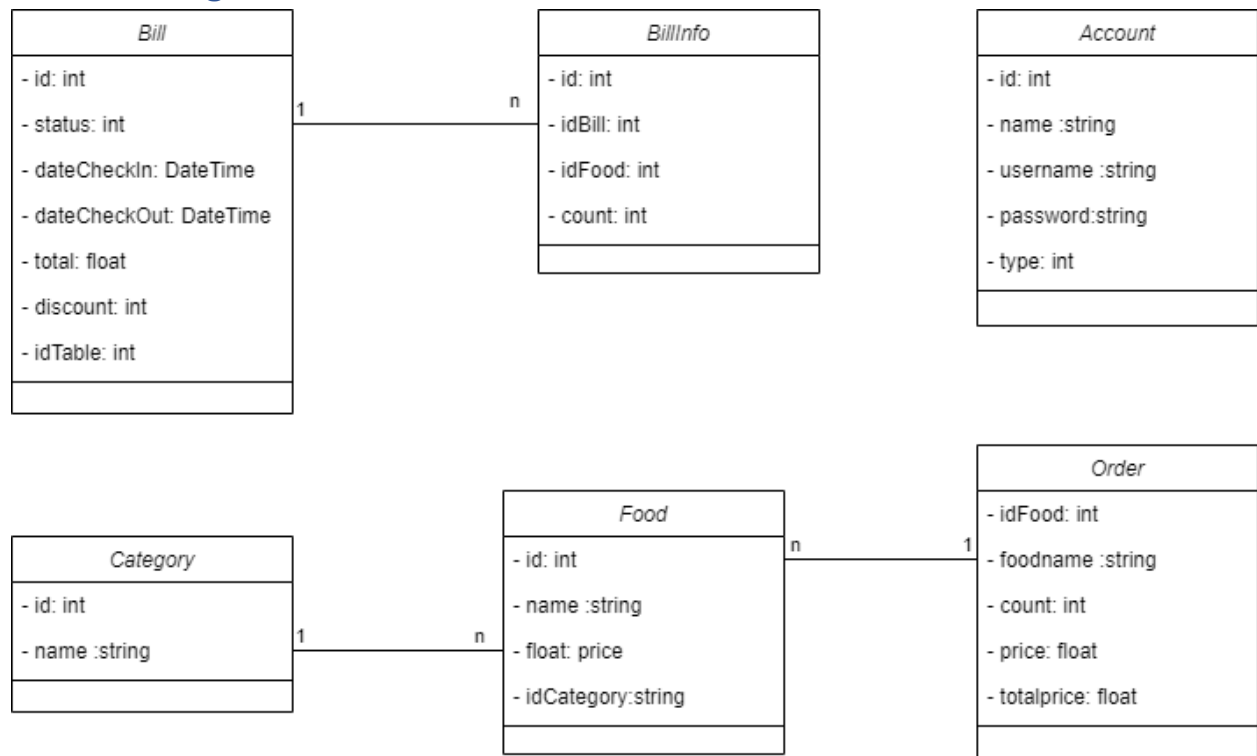 Bill
- id: int
- status: int
- dateCheckIn: DateTime
- dateCheckOut: DateTime
- total: float
- discount: int
- idTable: int
1
n
BillInfo
- id: int
- idBill: int
- idFood: int
- count: int
Account
- id: int
- name :string
- username :string
- password:string
- type: int
Category
- id: int
- name :string
1
n
Food
- id: int
- name :string
- float: price
- idCategory:string
n
1
Order
- idFood: int
- foodname :string
- count: int
- price: float
- totalprice: float